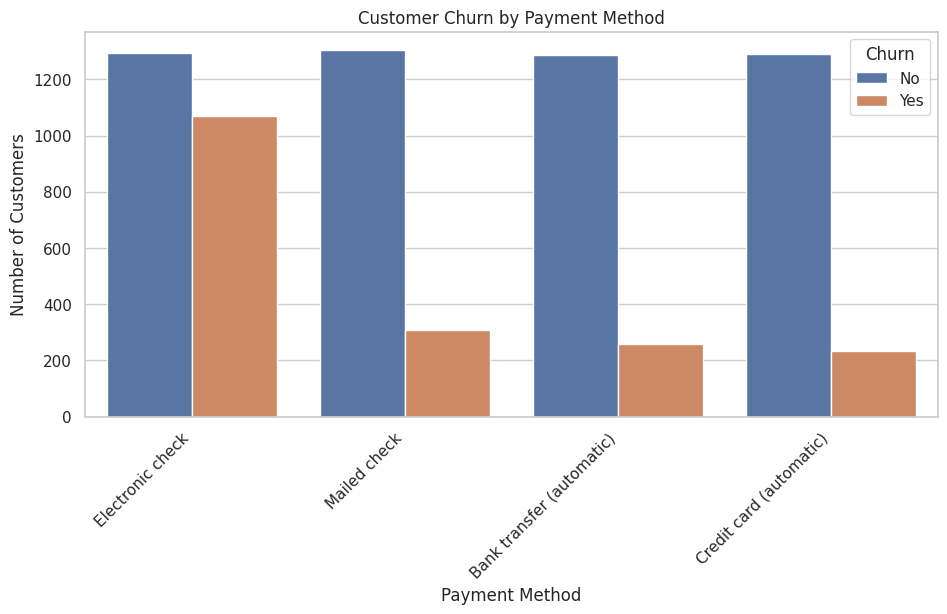 Customer Churn by Payment Method
Churn
No
Yes
Number of Customers
1200
1000
800
600
400
200
0
Electronic check
Mailed check
Bank transfer (automatic)
Credit card (automatic)
Payment Method